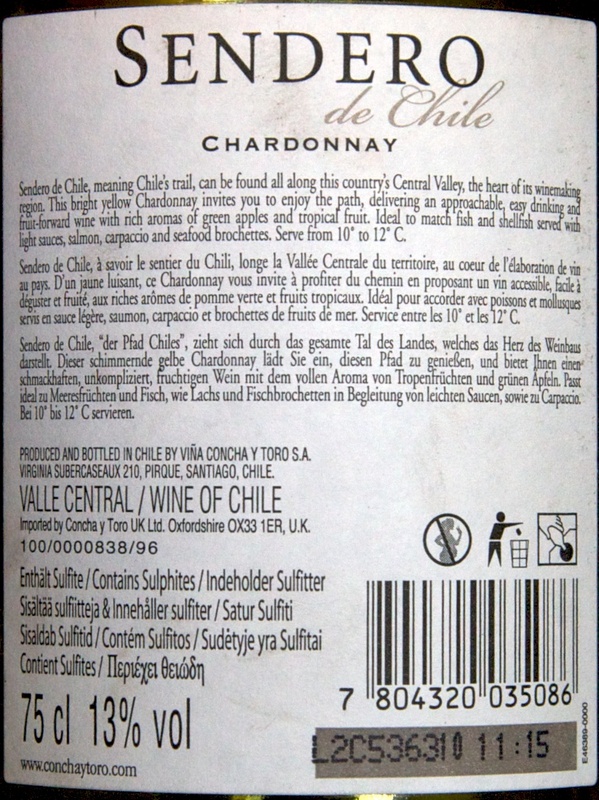 SENDERO
de Chile
CHARDONNAY
Sendero de Chile, meaning Chile's trail, can be found all along this country's Central Valley, the heart of its winemaking
region. This bright yellow Chardonnay invites you to enjoy the path, delivering an approachable, easy drinking and
fruit-forward wine with rich aromas of green apples and tropical fruit. Ideal to match fish and shellfish served with
light sauces, salmon, carpaccio and seafood brochettes. Serve from 10° to 12° C.
Sendero de Chile, à savoir le sentier du Chili, longe la Vallée Centrale du territoire, au coeur de l'élaboration de vin
au pays. D'un jaune luisant, ce Chardonnay vous invite à profiter du chemin en proposant un vin accessible, facile à
déguster et fruité, aux riches arômes de pomme verte et fruits tropicaux. Idéal pour accorder avec poissons et mollusques
servis en sauce légère, saumon, carpaccio et brochettes de fruits de mer. Service entre les 10° et les 12° C.
Sendero de Chile, "der Pfad Chiles", zieht sich durch das gesamte Tal des Landes, welches das Herz des Weinbaus
darstellt. Dieser schimmernde gelbe Chardonnay lädt Sie ein, diesen Pfad zu genießen, und bietet Ihnen einen
schmackhaften, unkompliziert, fruchtigen Wein mit dem vollen Aroma von Tropenfrüchten und grünen Äpfeln. Passt
ideal zu Meeresfrüchten und Fisch, wie Lachs und Fischbrochetten in Begleitung von leichten Saucen, sowie zu Carpaccio.
Bei 10° bis 12° C servieren.
PRODUCED AND BOTTLED IN CHILE BY VIÑA CONCHA Y TORO S.A.
VIRGINIA SUBERCASEAUX 210, PIRQUE, SANTIAGO, CHILE.
VALLE CENTRAL / WINE OF CHILE
Imported by Concha y Toro UK Ltd. Oxfordshire OX33 1ER, U.K.
100/0000838/96
Enthält Sulfite / Contains Sulphites / Indeholder Sulfitter
Sisältää sulfiitteja & Innehåller sulfiter / Satur Sulfiti
Sisaldab Sulfitid / Contém Sulfitos / Sudėtyje yra Sulfitai
Contient Sulfites / Περιέχει θειώδη
75 cl 13% vol
www.conchaytoro.com
7 804320 035086
L2C536310 11:15
E46389-0000